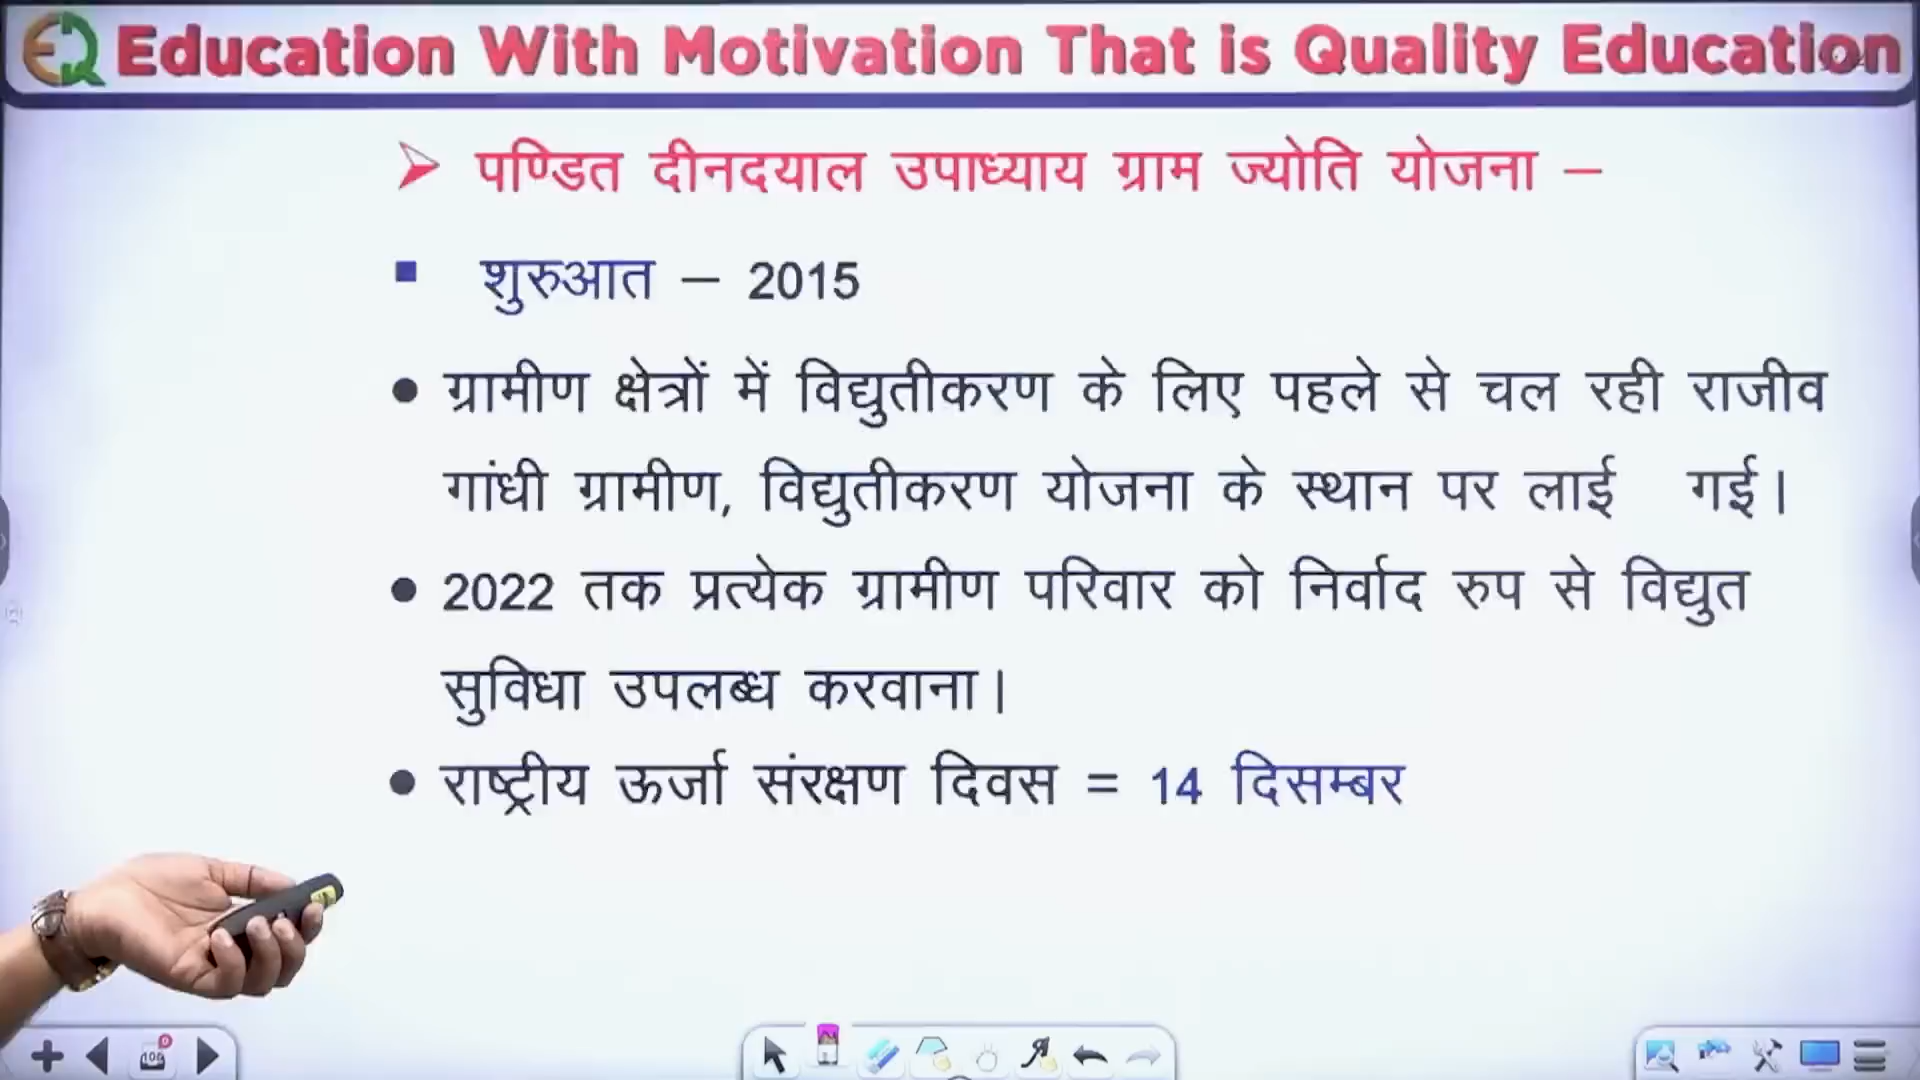 EQ Education With Motivation That is Quality Education
➢ पण्डित दीनदयाल उपाध्याय ग्राम ज्योति योजना –
▪ शुरुआत – 2015
• ग्रामीण क्षेत्रों में विद्युतीकरण के लिए पहले से चल रही राजीव
गांधी ग्रामीण, विद्युतीकरण योजना के स्थान पर लाई गई।
• 2022 तक प्रत्येक ग्रामीण परिवार को निर्वाद रुप से विद्युत
सुविधा उपलब्ध करवाना।
• राष्ट्रीय ऊर्जा संरक्षण दिवस = 14 दिसम्बर